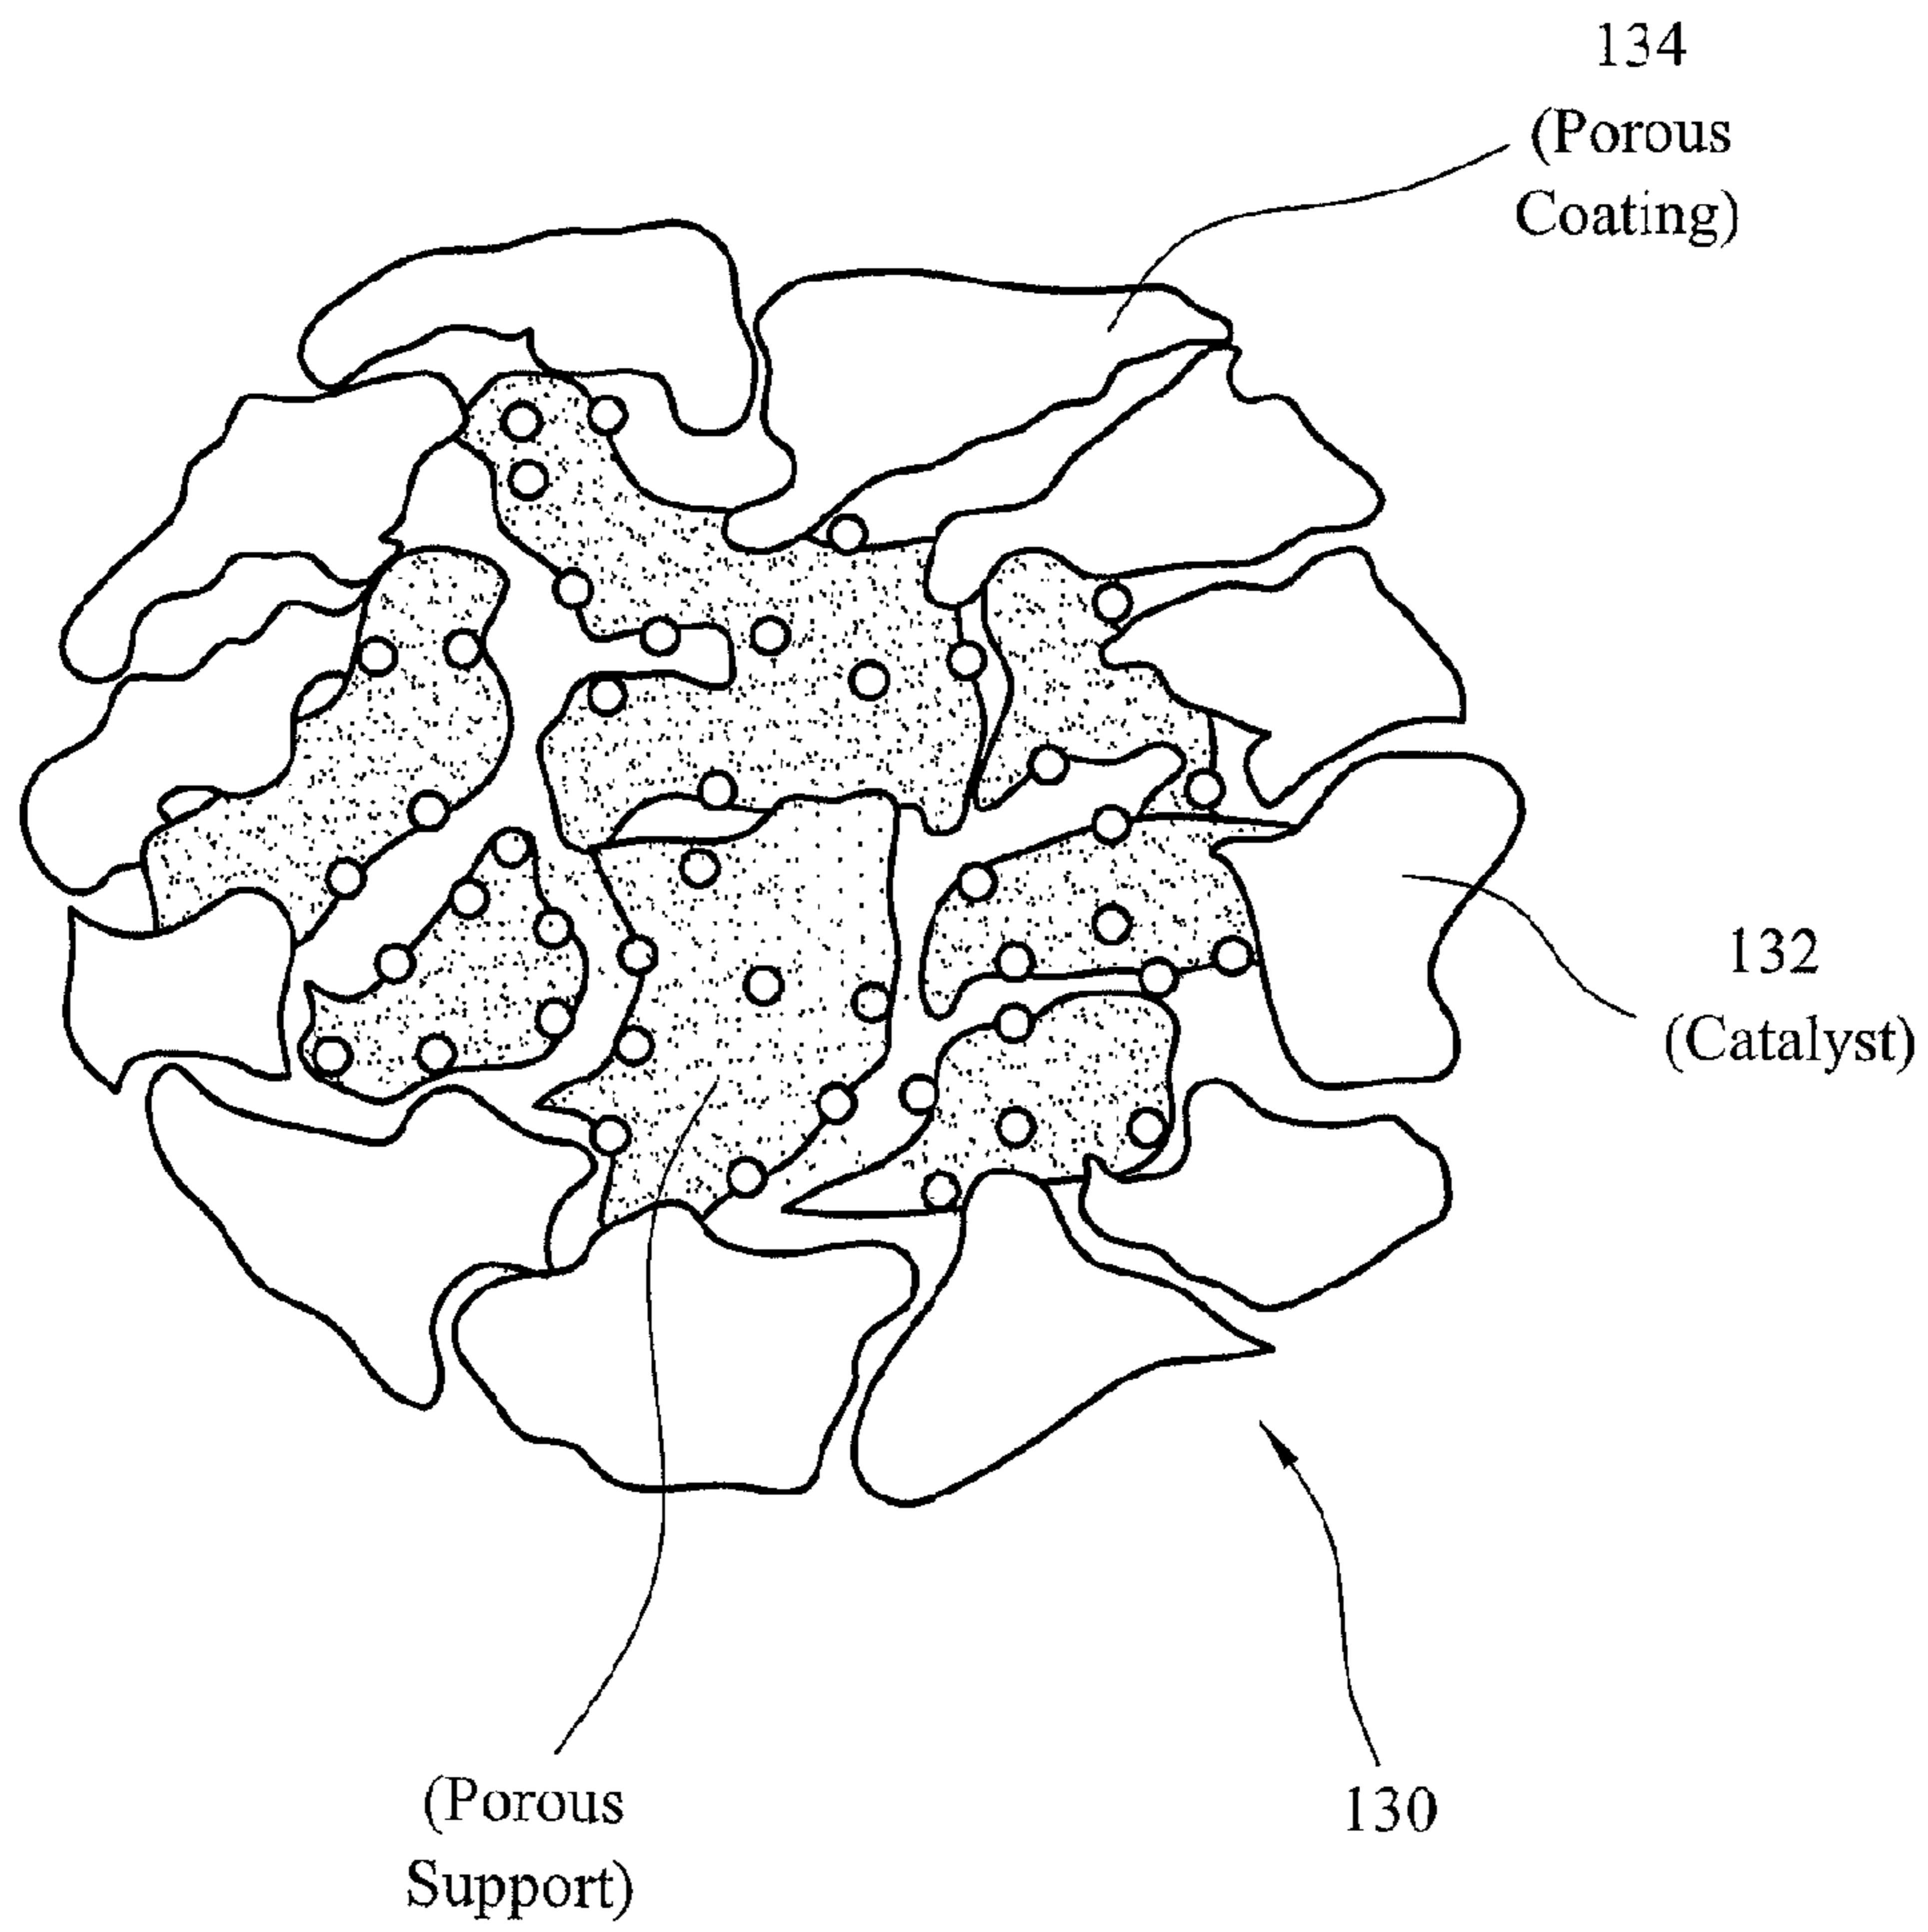 134
(Porous
Coating)
132
(Catalyst)
(Porous
Support)
130